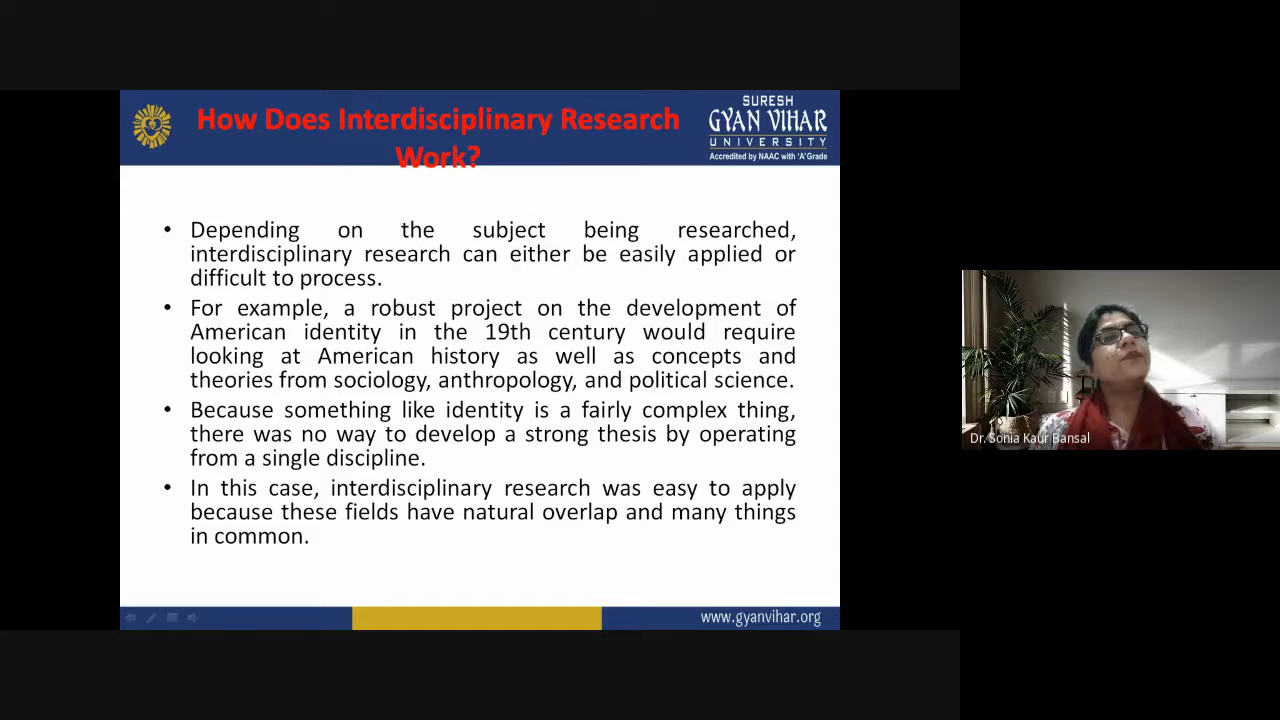 How Does Interdisciplinary Research
Work?
SURESH
GYAN VIHAR
UNIVERSITY
Accredited by NAAC with 'A' Grade
• Depending on the subject being researched,
interdisciplinary research can either be easily applied or
difficult to process.
• For example, a robust project on the development of
American identity in the 19th century would require
looking at American history as well as concepts and
theories from sociology, anthropology, and political science.
• Because something like identity is a fairly complex thing,
there was no way to develop a strong thesis by operating
from a single discipline.
• In this case, interdisciplinary research was easy to apply
because these fields have natural overlap and many things
in common.
www.gyanvihar.org
Dr. Sonia Kaur Bansal